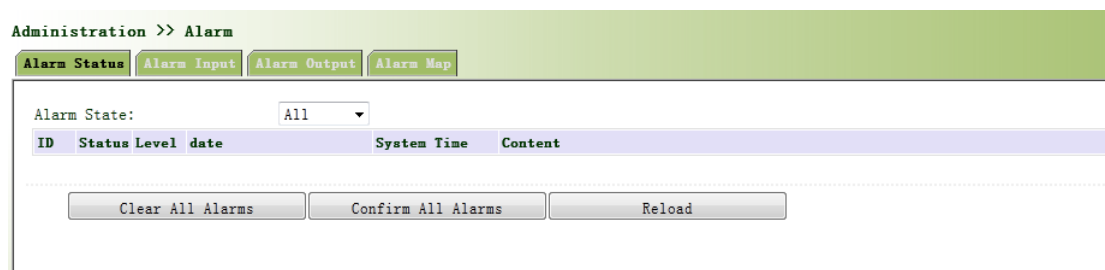 Administration >> Alarm
Alarm Status Alarm Input Alarm Output Alarm Map
Alarm State: All
ID Status Level date System Time Content
Clear All Alarms Confirm All Alarms Reload